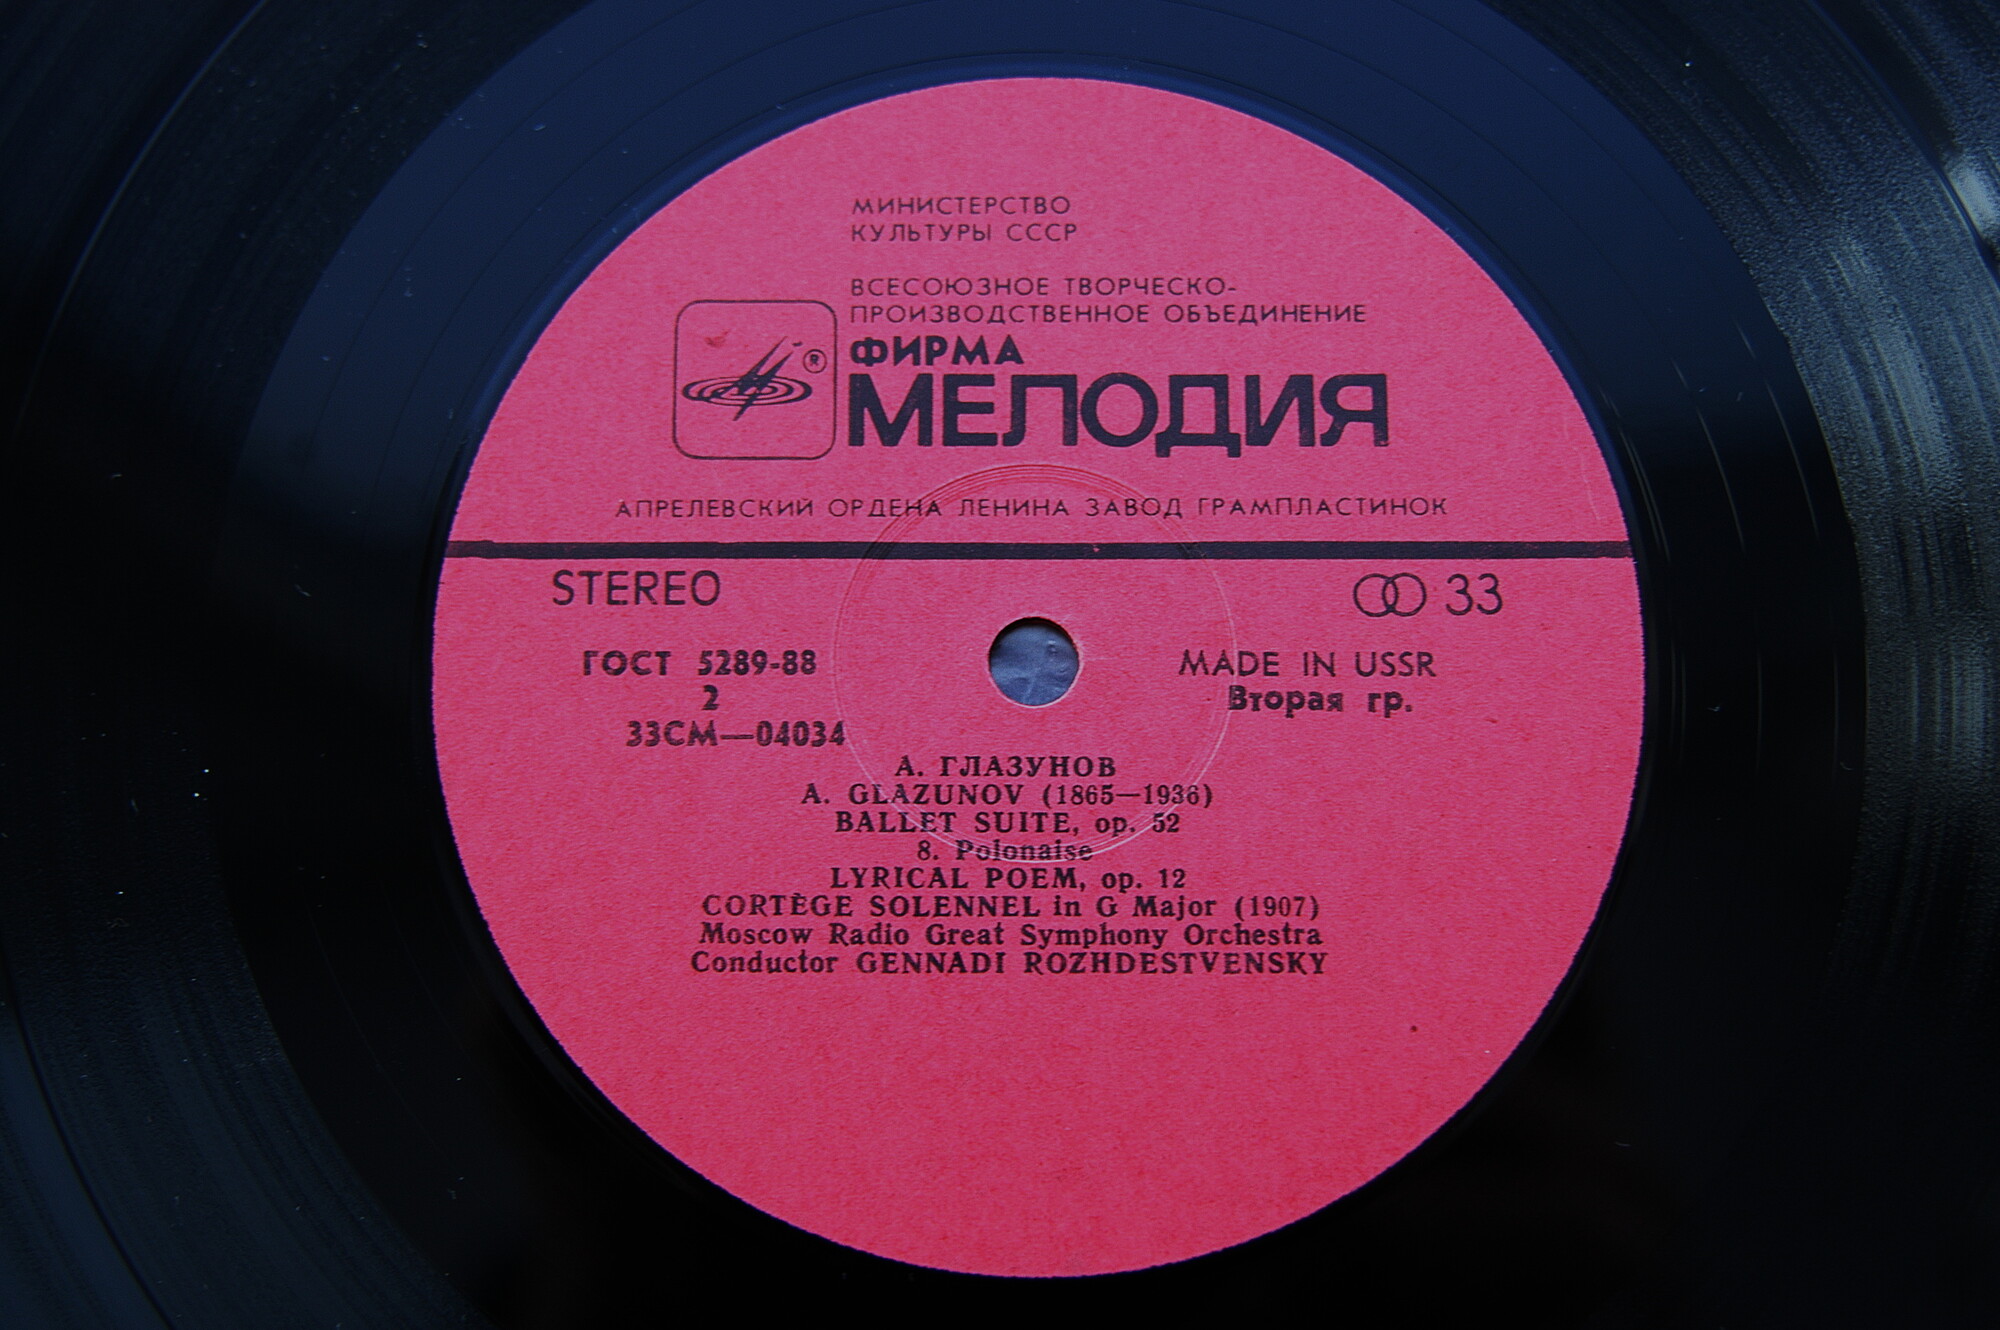 МИНИСТЕРСТВО
КУЛЬТУРЫ СССР
ВСЕСОЮЗНОЕ ТВОРЧЕСКО-
ПРОИЗВОДСТВЕННОЕ ОБЪЕДИНЕНИЕ
®
ФИРМА
МЕЛОДИЯ
АПРЕЛЕВСКИЙ ОРДЕНА ЛЕНИНА ЗАВОД ГРАМПЛАСТИНОК
STEREO 33
ГОСТ 5289-88 MADE IN USSR
2 Вторая гр.
33СМ—04034
А. ГЛАЗУНОВ
A. GLAZUNOV (1865—1936)
BALLET SUITE, op. 52
8. Polonaise
LYRICAL POEM, op. 12
CORTÈGE SOLENNEL in G Major (1907)
Moscow Radio Great Symphony Orchestra
Conductor GENNADI ROZHDESTVENSKY